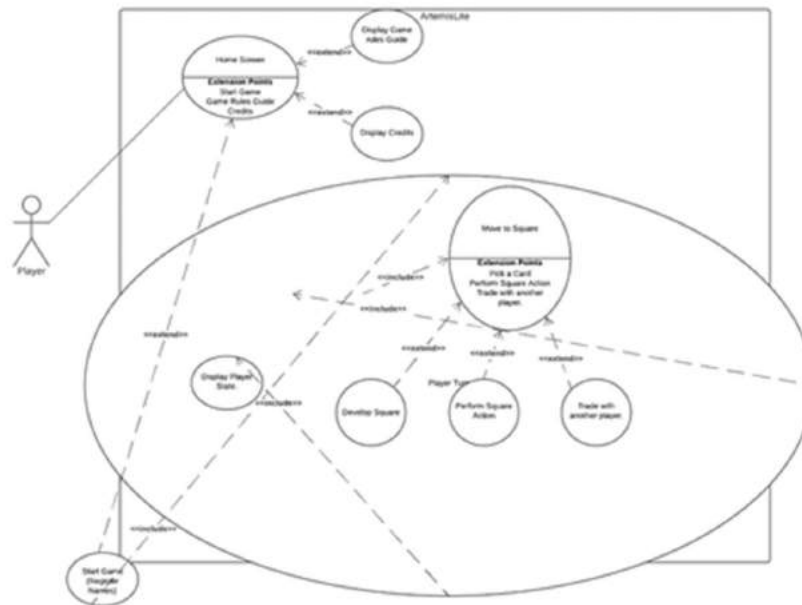 ArtemisLite
Display Game
rules Guide
<<extend>>
Home Screen
Extension Points
Start Game
Game Rules Guide
Credits
<<extend>>
Display Credits
Player
Move to Square
Extension Points
Pick a Card
Perform Square Action
Trade with another
player.
<<include>>
<<include>>
<<extend>>
<<extend>>
<<extend>>
<<extend>>
Display Player
Stats
Player Turn
<<include>>
Develop Square
Perform Square
Action
Trade with
another player.
<<include>>
Start Game
(Register
Names)